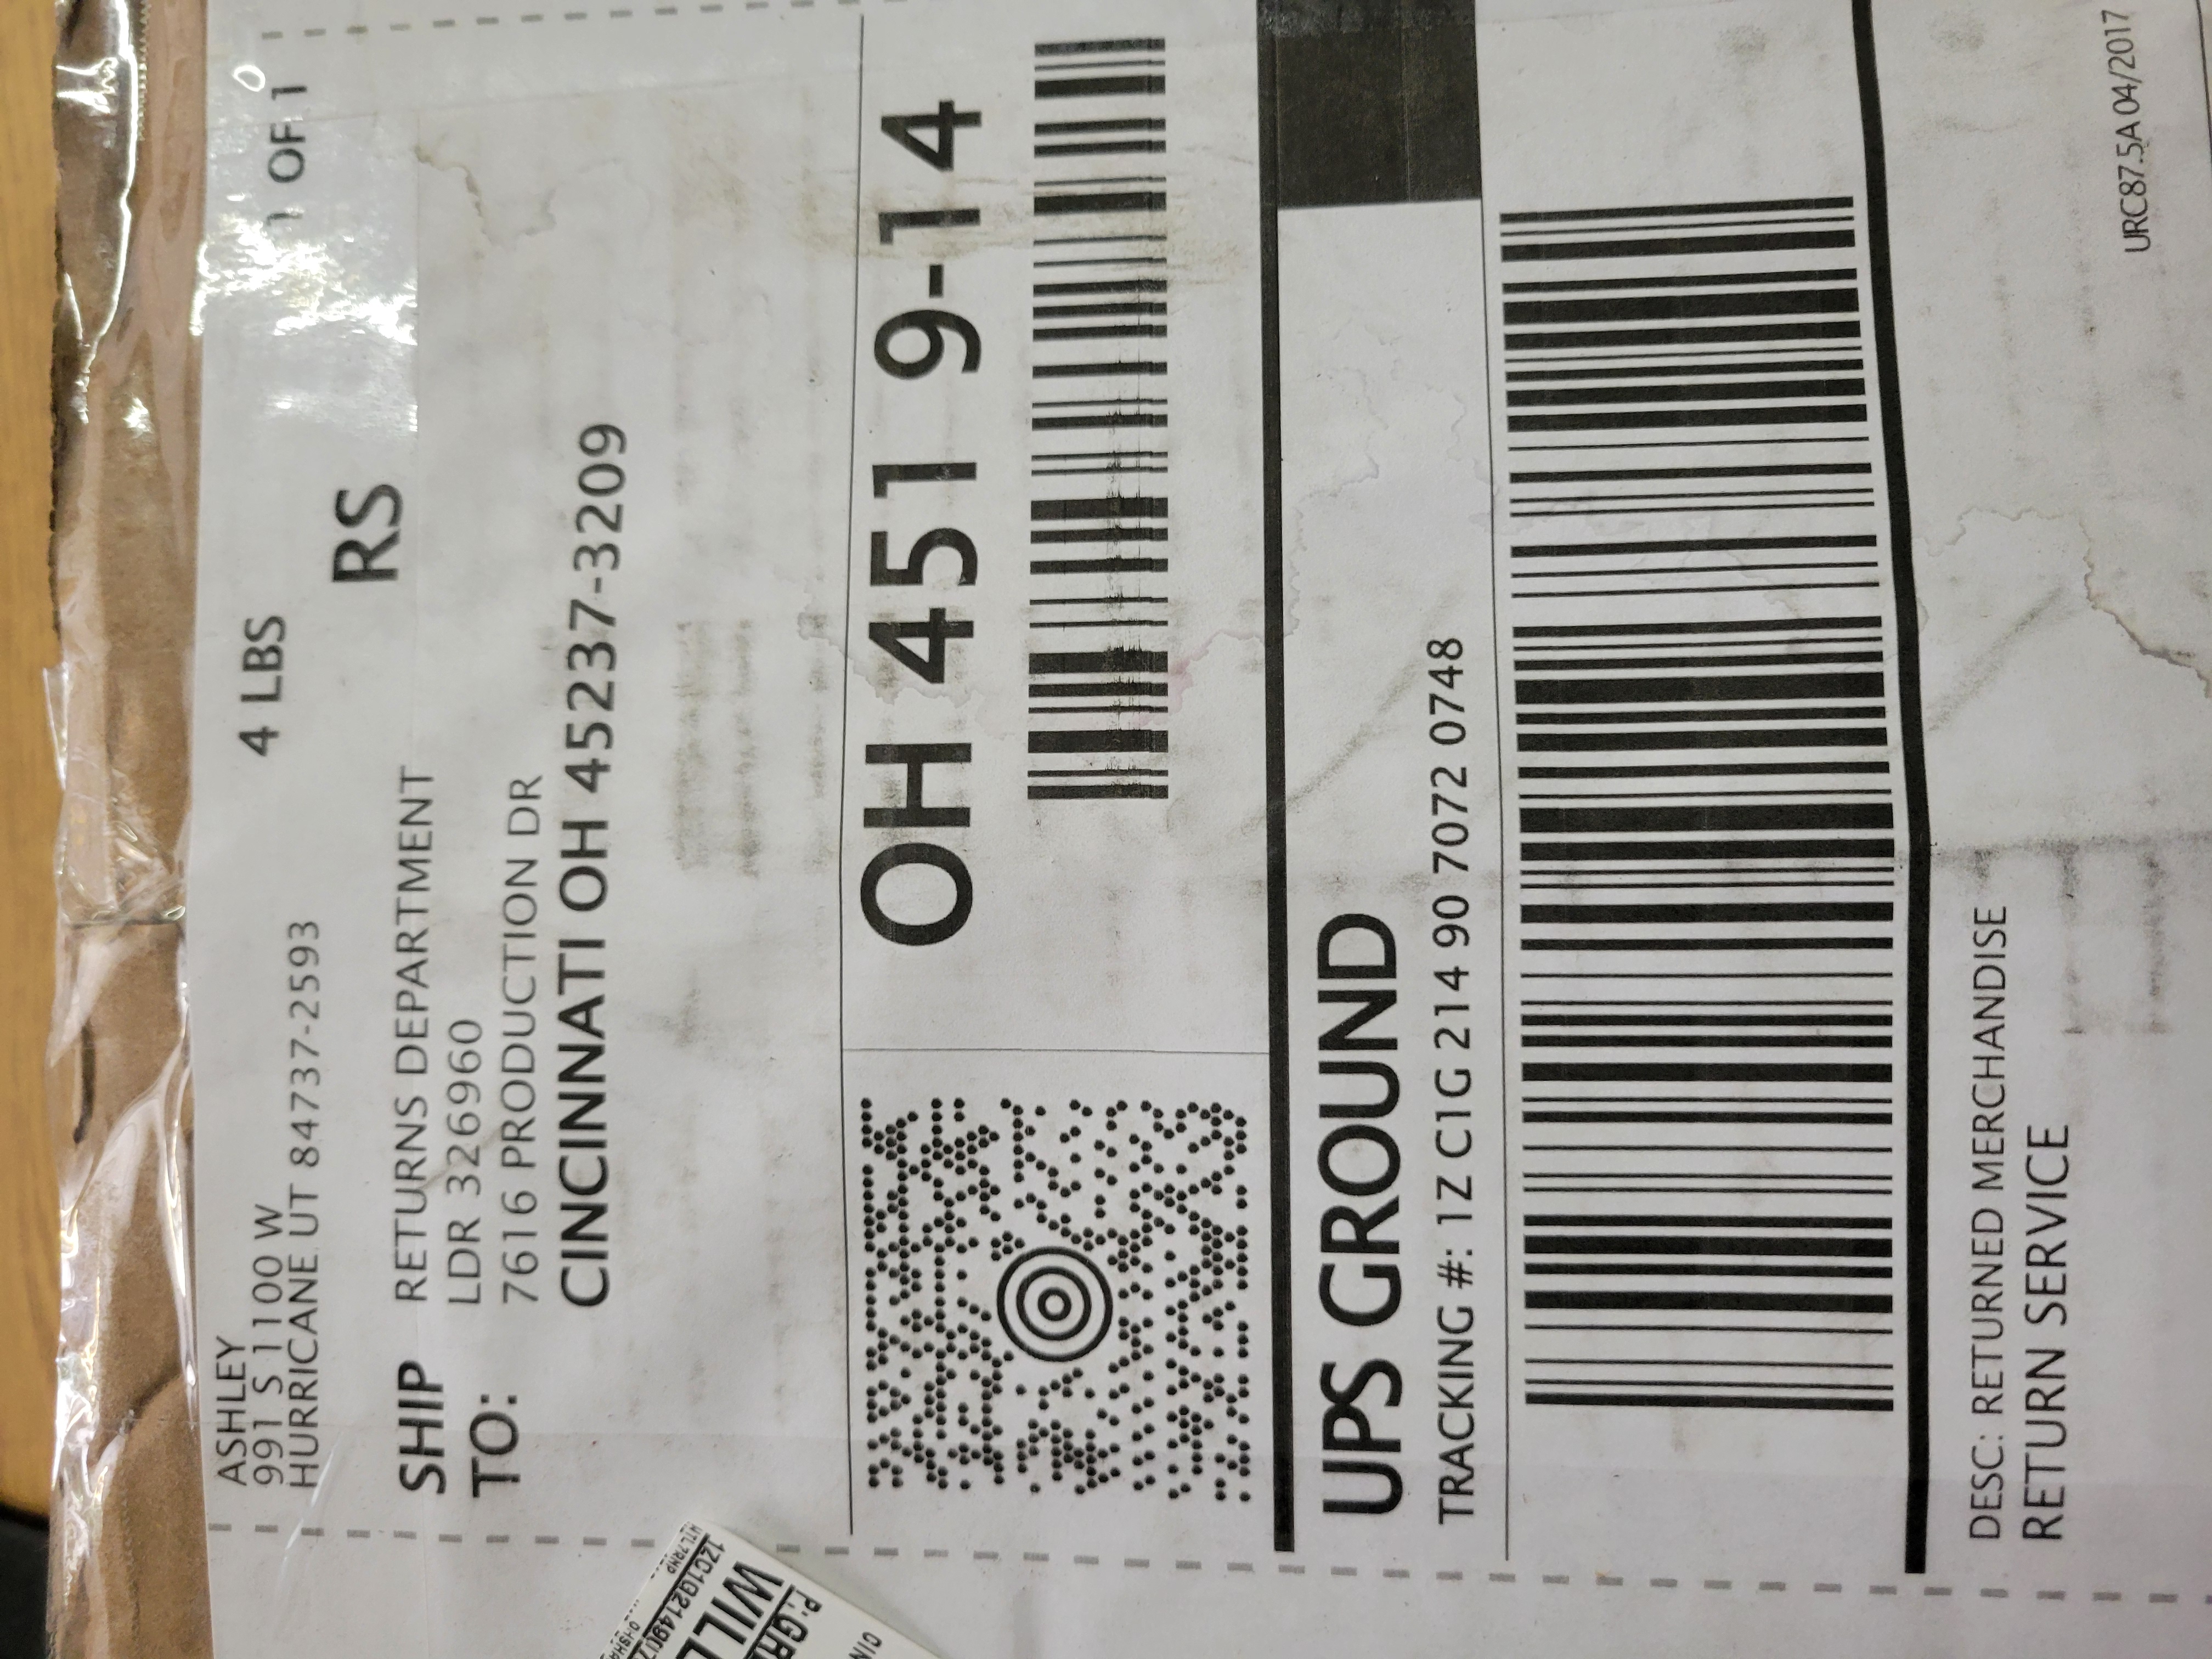 ASHLEY
991 S 1100 W
HURRICANE UT 84737-2593
4 LBS
1 OF 1
RS
SHIP TO:
RETURNS DEPARTMENT
LDR 326960
7616 PRODUCTION DR
CINCINNATI OH 45237-3209
OH 451 9-14
UPS GROUND
TRACKING #: 1Z C1G 214 90 7072 0748
DESC: RETURNED MERCHANDISE
RETURN SERVICE
URC87.5A 04/2017